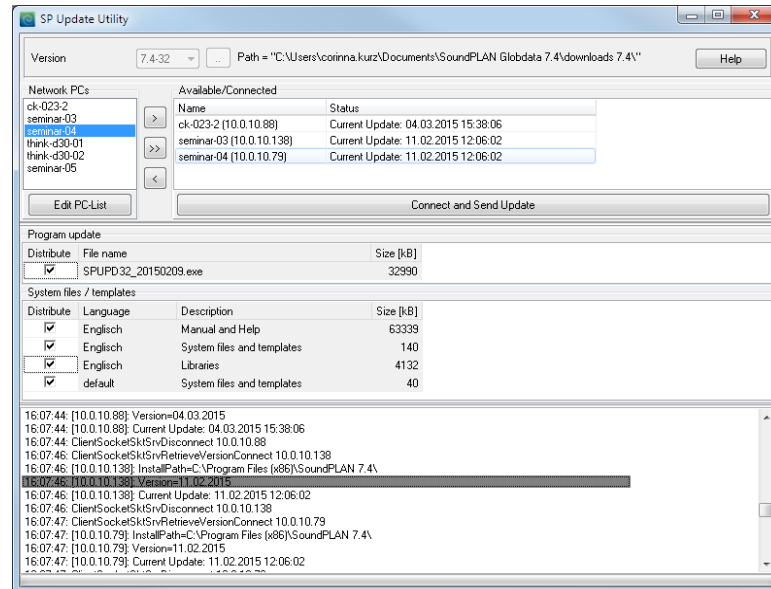 SP Update Utility
Version 7.4-32 .. Path = "C:\Users\corinna.kurz\Documents\SoundPLAN Globdata 7.4\downloads 7.4\" Help
Network PCs
ck-023-2
seminar-03
seminar-04
think-d30-01
think-d30-02
seminar-05
Edit PC-List
>
>>
<
Available/Connected
Name Status
ck-023-2 (10.0.10.88) Current Update: 04.03.2015 15:38:06
seminar-03 (10.0.10.138) Current Update: 11.02.2015 12:06:02
seminar-04 (10.0.10.79) Current Update: 11.02.2015 12:06:02
Connect and Send Update
Program update
Distribute File name Size [kB]
SPUPD32_20150209.exe 32990
System files / templates
Distribute Language Description Size [kB]
Englisch Manual and Help 63339
Englisch System files and templates 140
Englisch Libraries 4132
default System files and templates 40
16:07:44: [10.0.10.88]: Version=04.03.2015
16:07:44: [10.0.10.88]: Current Update: 04.03.2015 15:38:06
16:07:44: ClientSocketSktSrvDisconnect 10.0.10.88
16:07:46: ClientSocketSktSrvRetrieveVersionConnect 10.0.10.138
16:07:46: [10.0.10.138]: InstallPath=C:\Program Files (x86)\SoundPLAN 7.4\
16:07:46: [10.0.10.138]: Version=11.02.2015
16:07:46: [10.0.10.138]: Current Update: 11.02.2015 12:06:02
16:07:46: ClientSocketSktSrvDisconnect 10.0.10.138
16:07:47: ClientSocketSktSrvRetrieveVersionConnect 10.0.10.79
16:07:47: [10.0.10.79]: InstallPath=C:\Program Files (x86)\SoundPLAN 7.4\
16:07:47: [10.0.10.79]: Version=11.02.2015
16:07:47: [10.0.10.79]: Current Update: 11.02.2015 12:06:02